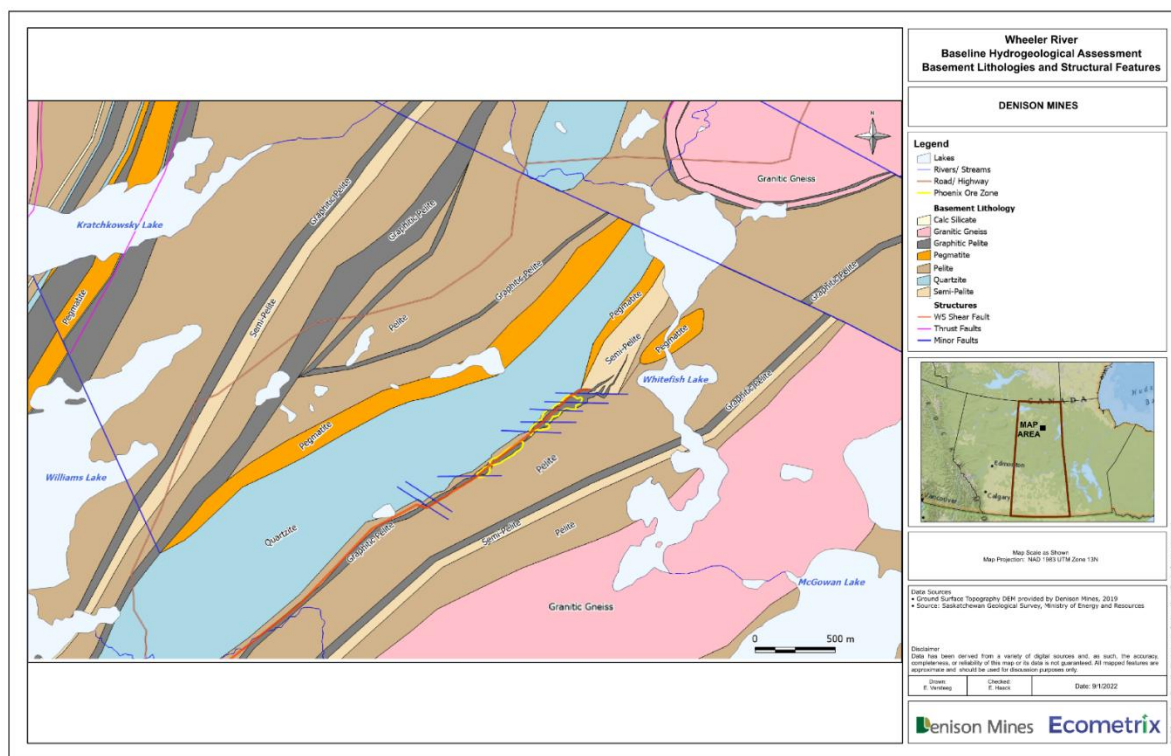 Wheeler River
Baseline Hydrogeological Assessment
Basement Lithologies and Structural Features
DENISON MINES
Legend
Lakes
Rivers/ Streams
Road/ Highway
Phoenix Ore Zone
Basement Lithology
Calc Silicate
Granitic Gneiss
Graphitic Pelite
Pegmatite
Pelite
Quartzite
Semi-Pelite
Structures
WS Shear Fault
Thrust Faults
Minor Faults
CANADA
MAP
AREA
Edmonton
Calgary
Vancouver
Map Scale as Shown
Map Projection: NAD 1983 UTM Zone 13N
Data Sources
• Ground Surface Topography DEM provided by Denison Mines, 2019
• Source: Saskatchewan Geological Survey, Ministry of Energy and Resources
Disclaimer
Data has been derived from a variety of digital sources and, as such, the accuracy,
completeness, or reliability of this map or its data is not guaranteed. All mapped features are
approximate and should be used for discussion purposes only.
Drawn:
Checked:
Date: 9/1/2022
Denison Mines
Ecometrix
N
Granitic Gneiss
Kratchkowsky Lake
Graphitic Pelite
Graphitic Pelite
Graphitic Pelite
Graphitic Pelite
Pegmatite
Semi-Pelite
Pelite
Pegmatite
Semi-Pelite
Pegmatite
Whitefish Lake
Graphitic Pelite
Pegmatite
Williams Lake
Pelite
Quartzite
Graphitic Pelite
Semi-Pelite
Pelite
McGowan Lake
Granitic Gneiss
0
500 m